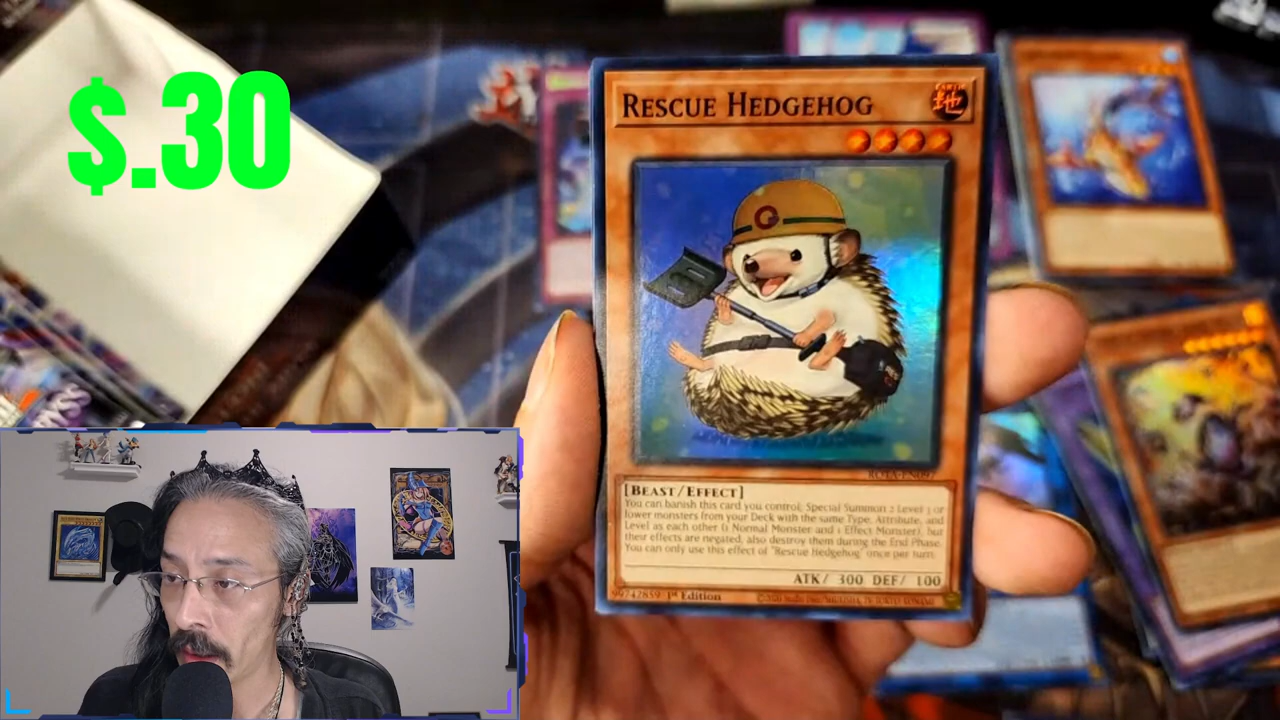 $.30
RESCUE HEDGEHOG
ROTA-EN097
[BEAST/EFFECT]
You can banish this card you control; Special Summon 2 Level 3 or
lower monsters from your Deck with the same Type, Attribute, and
Level as each other (1 Normal Monster and 1 Effect Monster), but
their effects are negated, also destroy them during the End Phase.
You can only use this effect of "Rescue Hedgehog" once per turn.
ATK/ 300 DEF/ 100
99742859 1st Edition